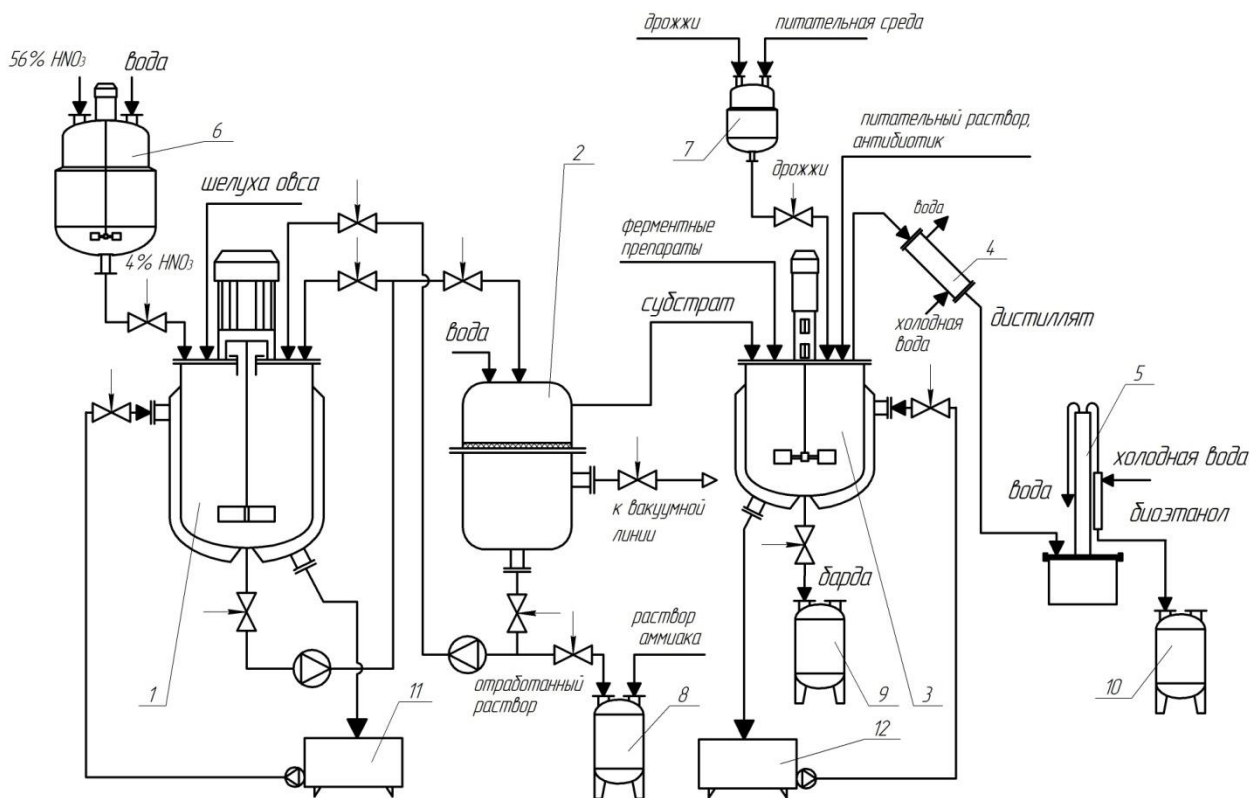 дрожжи
питательная среда
56% HNO₃
вода
6
7
питательный раствор,
антибиотик
2
дрожжи
шелуха овса
вода
4
ферментные
препараты
4% HNO₃
субстрат
холодная
вода
дистиллят
вода
5
холодная вода
вода
биоэтанол
к вакуумной
линии
барда
раствор
аммиака
отработанный
раствор
1
11
8
9
3
10
12